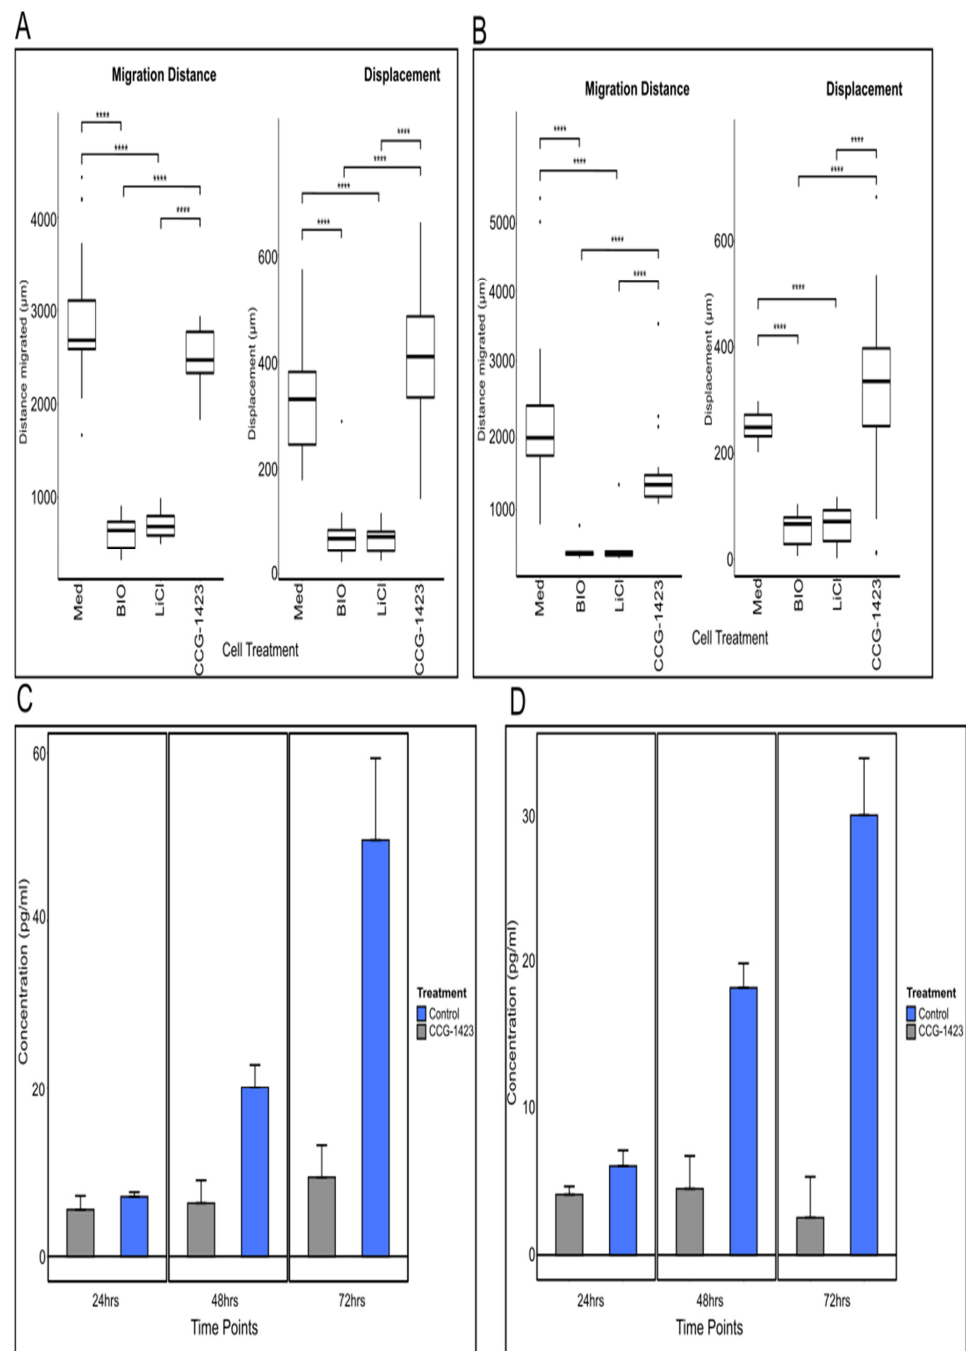 A
Migration Distance
Displacement
****
****
****
****
****
****
****
****
Distance migrated (µm)
4000
3000
2000
1000
Displacement (µm)
600
400
200
0
Med
BIO
LiCl
CCG-1423
Med
BIO
LiCl
CCG-1423
Cell Treatment
B
Migration Distance
Displacement
****
****
****
****
****
****
****
****
Distance migrated (µm)
5000
4000
3000
2000
1000
Displacement (µm)
600
400
200
0
Med
BIO
LiCl
CCG-1423
Med
BIO
LiCl
CCG-1423
Cell Treatment
C
Concentration (pg/ml)
60
40
20
0
24hrs
48hrs
72hrs
Time Points
Treatment
Control
CCG-1423
D
Concentration (pg/ml)
30
20
10
0
24hrs
48hrs
72hrs
Time Points
Treatment
Control
CCG-1423